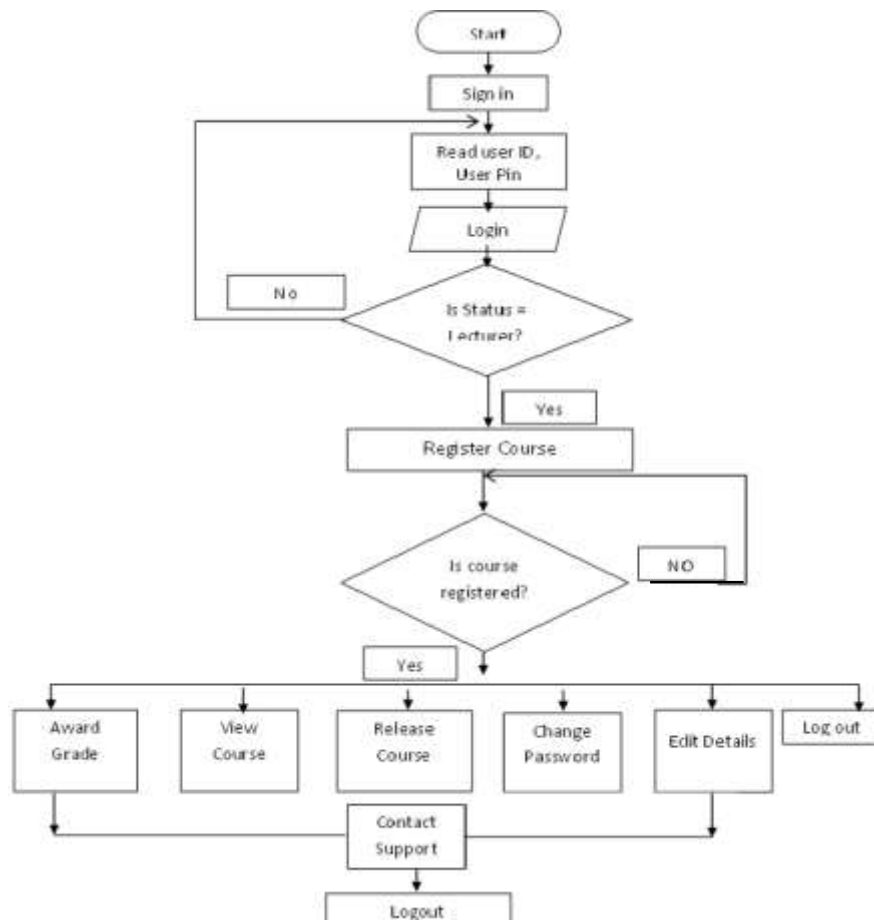 Start
Sign in
Read user ID,
User Pin
Login
No
Is Status =
Lecturer?
Yes
Register Course
Is course
registered?
NO
Yes
Award
Grade
View
Course
Release
Course
Change
Password
Edit Details
Log out
Contact
Support
Logout